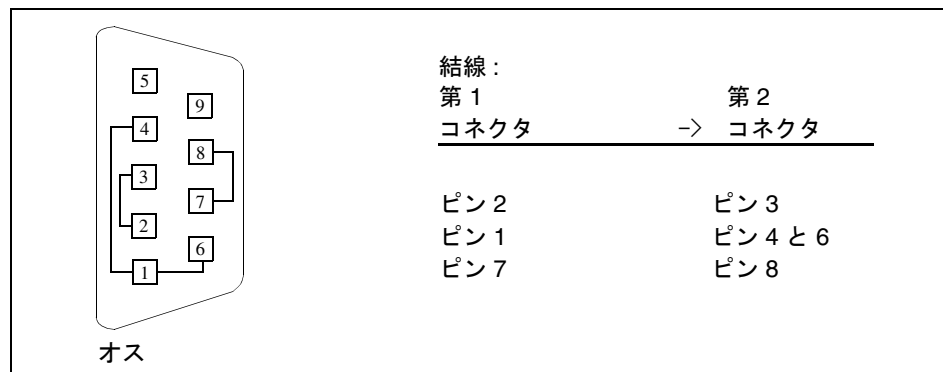 5
9
4
8
3
7
2
6
1
オス
結線 :
第 1 第 2
コネクタ –> コネクタ
ピン 2 ピン 3
ピン 1 ピン 4 と 6
ピン 7 ピン 8